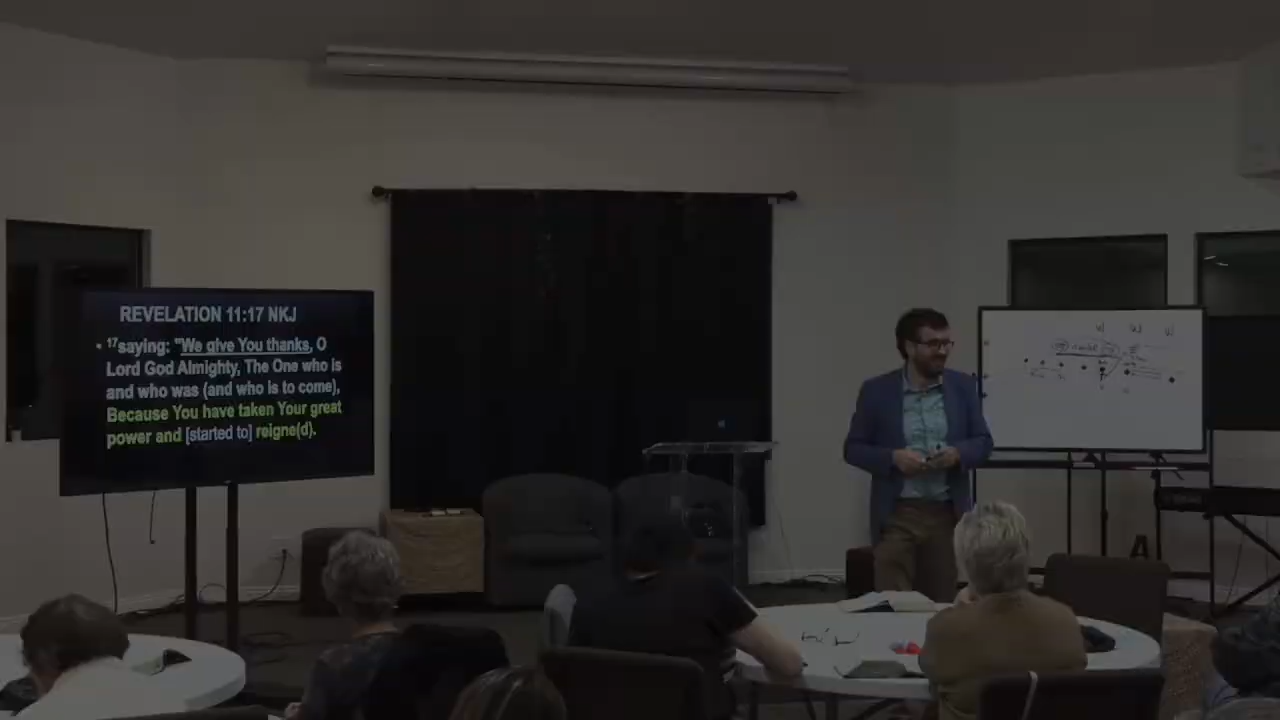 REVELATION 11:17 NKJ
• ¹⁷saying: "We give You thanks, O
Lord God Almighty, The One who is
and who was (and who is to come),
Because You have taken Your great
power and [started to] reigne(d).